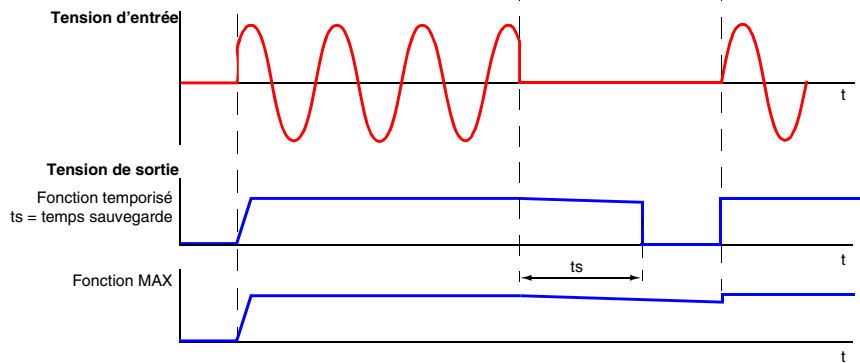 Tension d'entrée
t
Tension de sortie
Fonction temporisé
ts = temps sauvegarde
t
ts
Fonction MAX
t